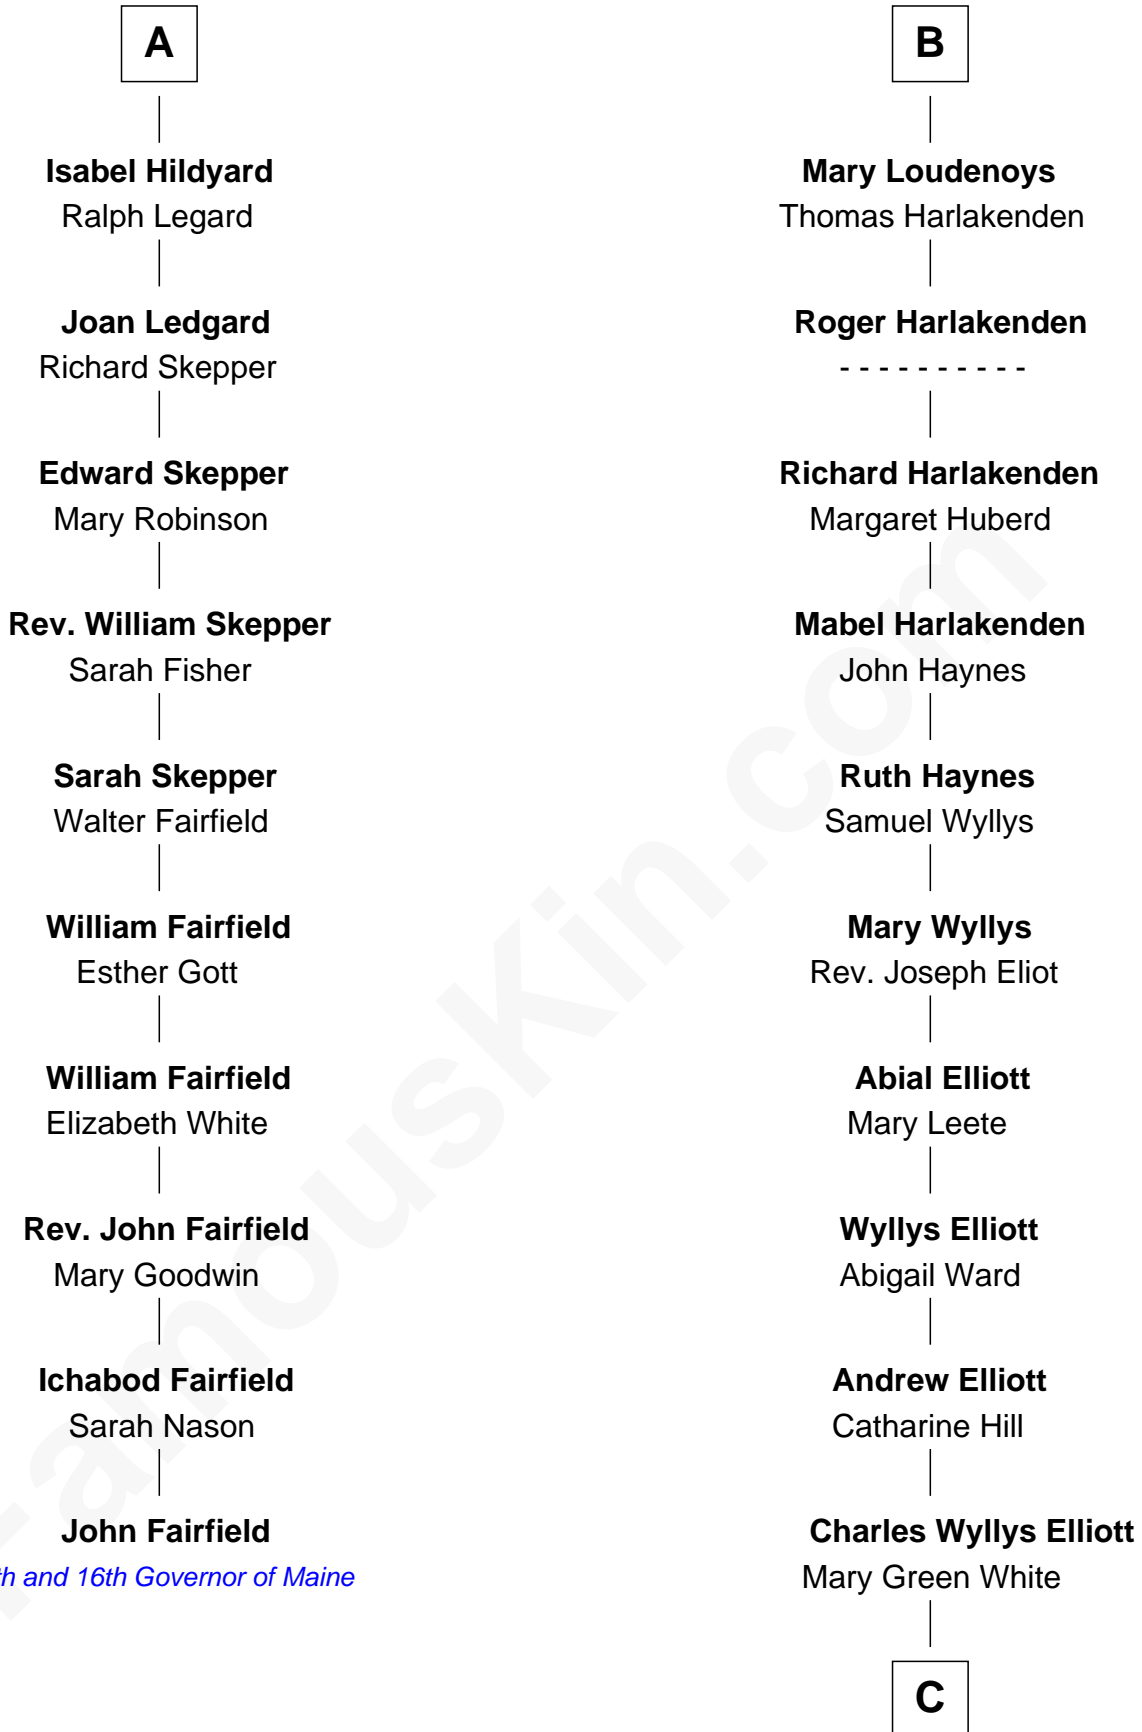 A
Isabel Hildyard
Ralph Legard
Joan Ledgard
Richard Skepper
Edward Skepper
Mary Robinson
Rev. William Skepper
Sarah Fisher
Sarah Skepper
Walter Fairfield
William Fairfield
Esther Gott
William Fairfield
Elizabeth White
Rev. John Fairfield
Mary Goodwin
Ichabod Fairfield
Sarah Nason
John Fairfield
and 16th Governor of Maine
B
Mary Loudenoys
Thomas Harlakenden
Roger Harlakenden
- - - - - - - - - -
Richard Harlakenden
Margaret Huberd
Mabel Harlakenden
John Haynes
Ruth Haynes
Samuel Wyllys
Mary Wyllys
Rev. Joseph Eliot
Abial Elliott
Mary Leete
Wyllys Elliott
Abigail Ward
Andrew Elliott
Catharine Hill
Charles Wyllys Elliott
Mary Green White
C
FamousKin.com